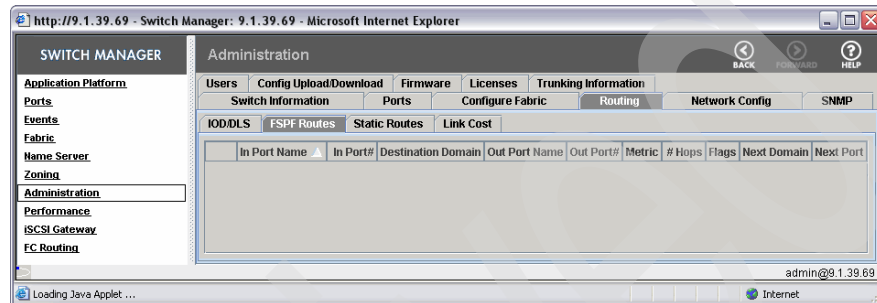 http://9.1.39.69 - Switch Manager: 9.1.39.69 - Microsoft Internet Explorer
SWITCH MANAGER
Administration
BACK FORWARD HELP
Application Platform
Ports
Events
Fabric
Name Server
Zoning
Administration
Performance
iSCSI Gateway
FC Routing
Users Config Upload/Download Firmware Licenses Trunking Information
Switch Information Ports Configure Fabric Routing Network Config SNMP
IOD/DLS FSPF Routes Static Routes Link Cost
In Port Name In Port# Destination Domain Out Port Name Out Port# Metric # Hops Flags Next Domain Next Port
admin@9.1.39.69
Loading Java Applet ...
Internet